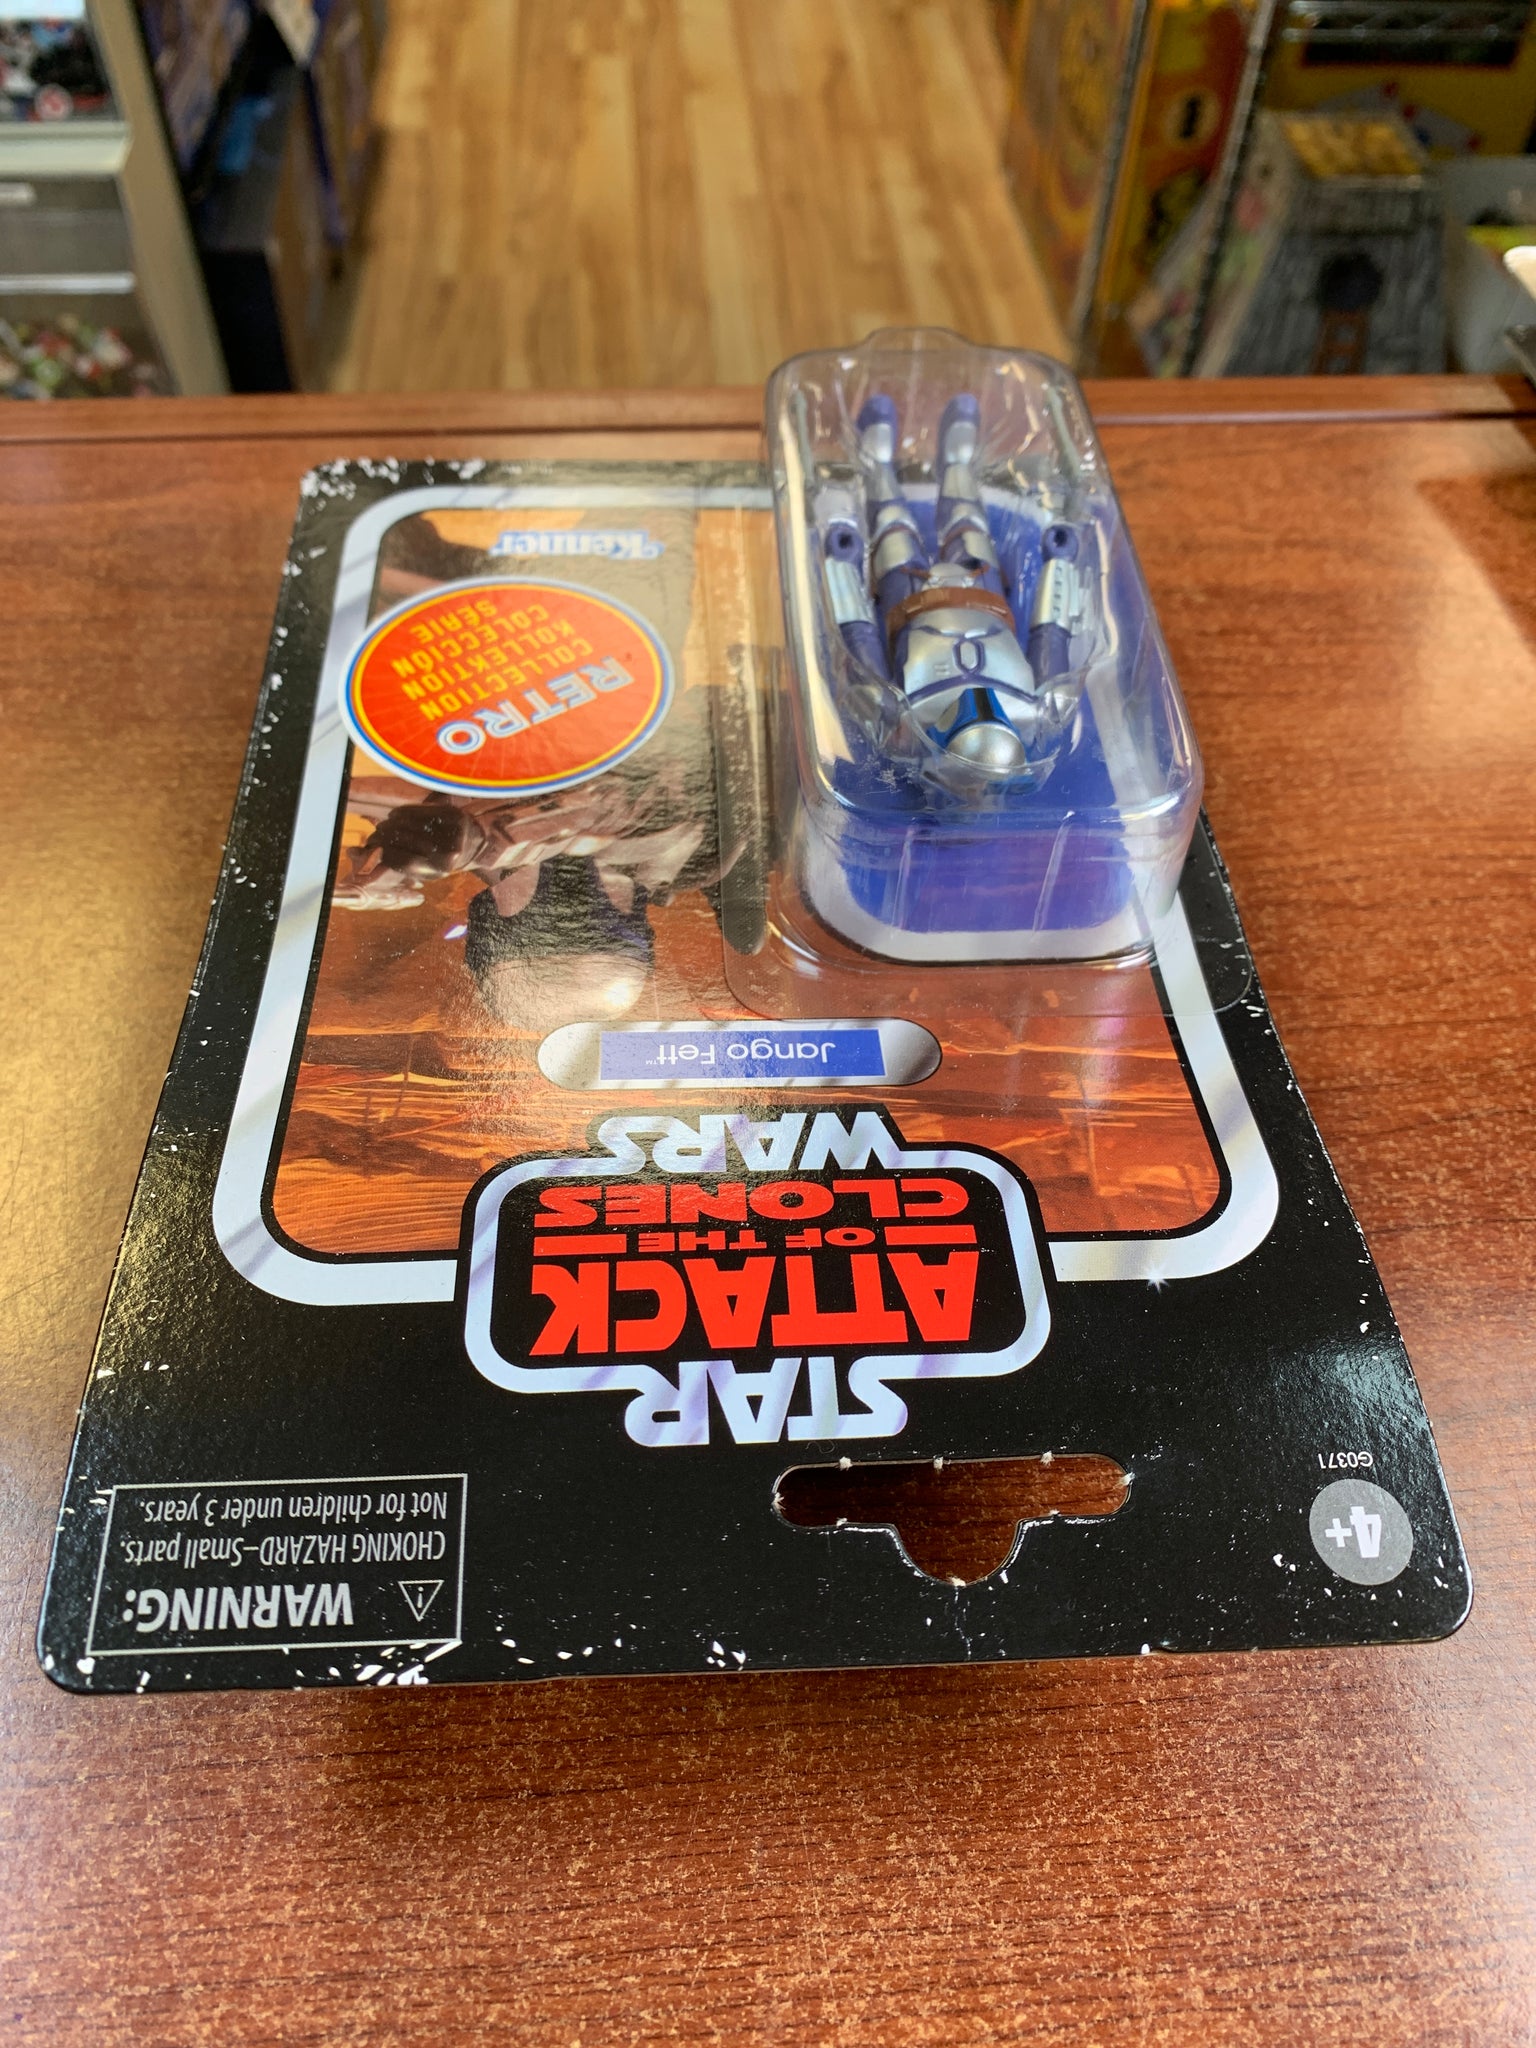 WARNING:
CHOKING HAZARD–Small parts.
Not for children under 3 years.
4+
G0371
STAR
ATTACK
OF THE
CLONES
WARS
Jango Fett™
RETRO
COLLECTION
KOLLEKTION
COLECCIÓN
SÉRIE
Kenner